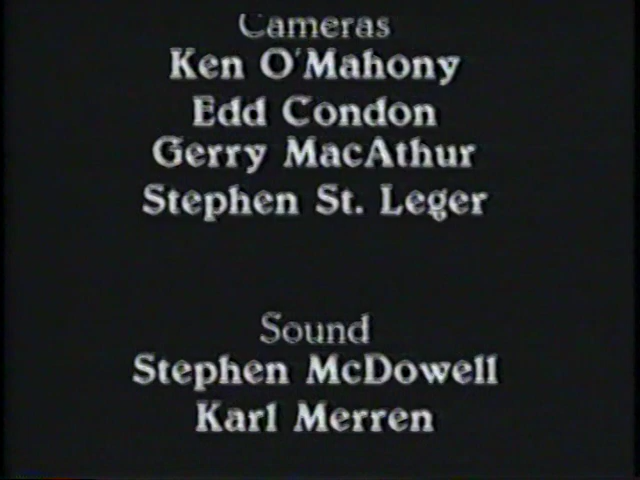 Cameras
Ken O'Mahony
Edd Condon
Gerry MacAthur
Stephen St. Leger
Sound
Stephen McDowell
Karl Merren